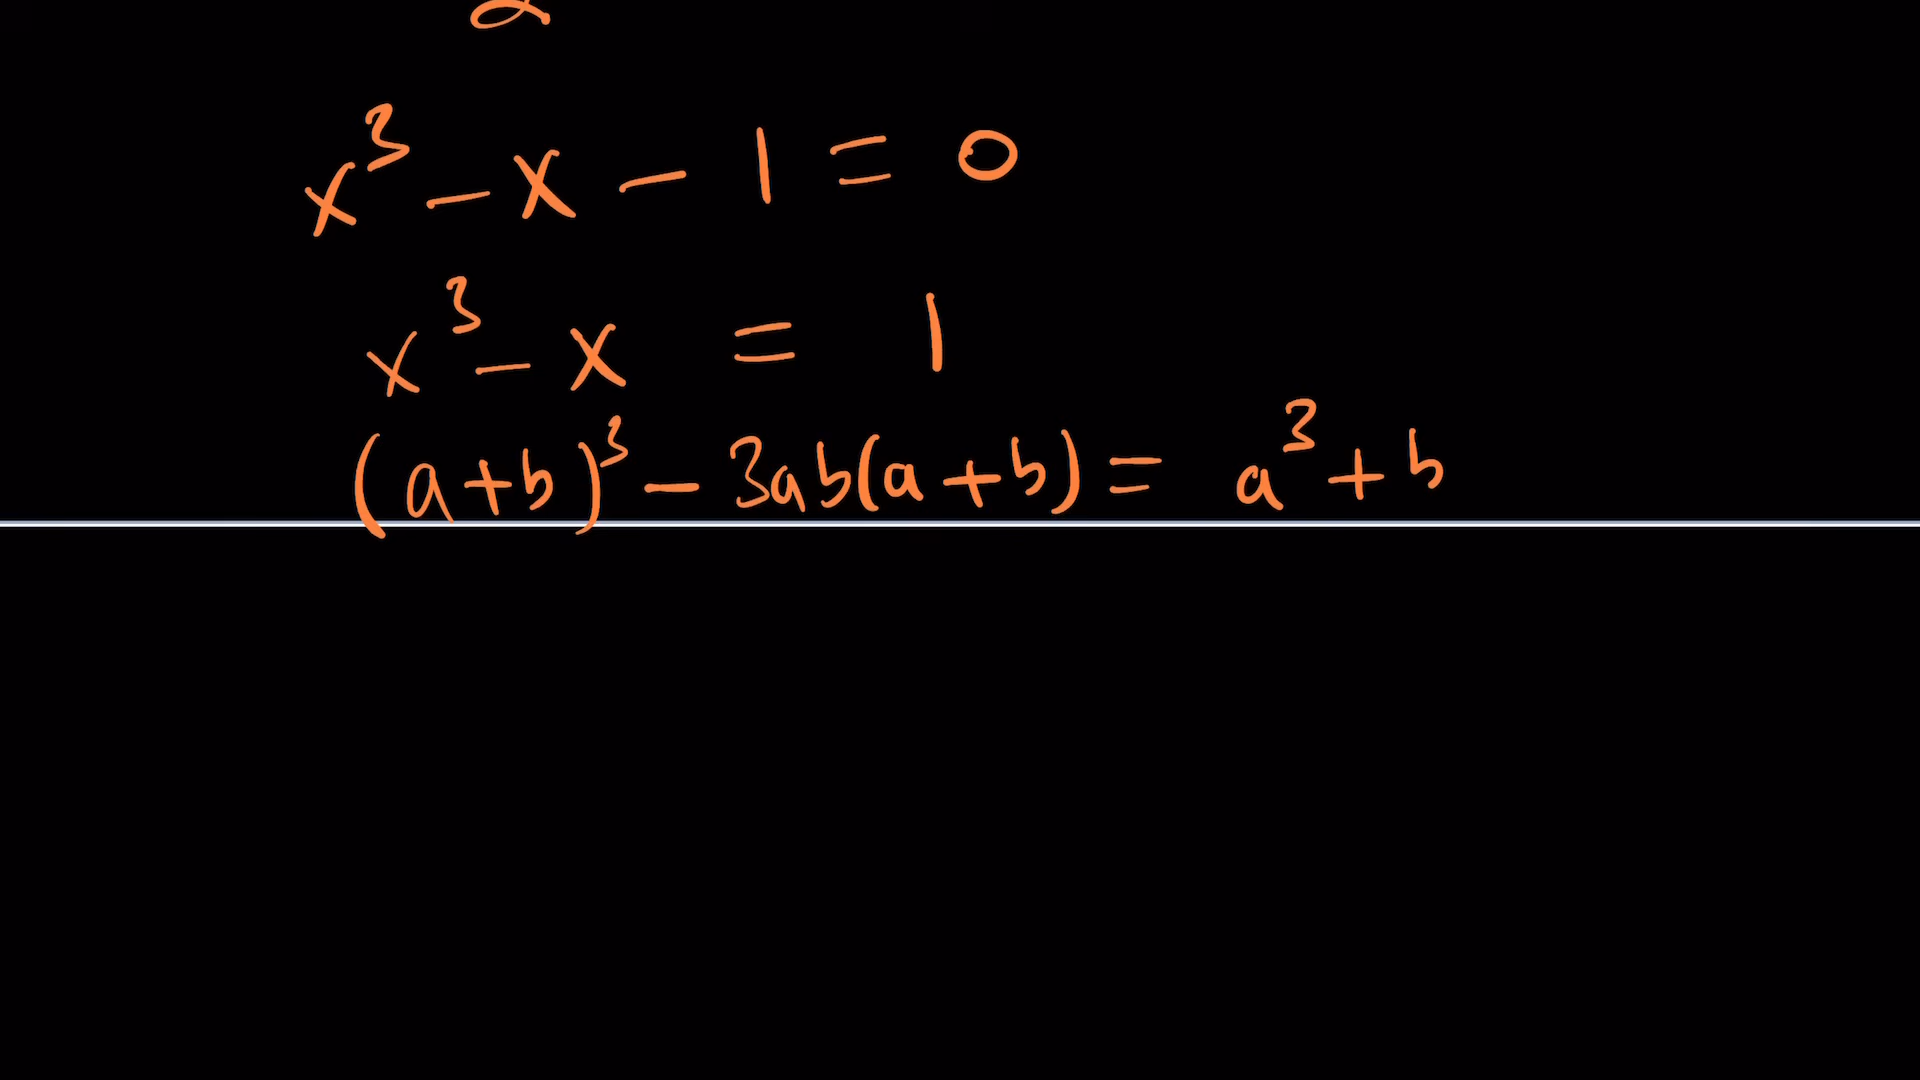 x³ - x - 1 = 0
x³ - x = 1
(a+b)³ - 3ab(a+b) = a³ + b